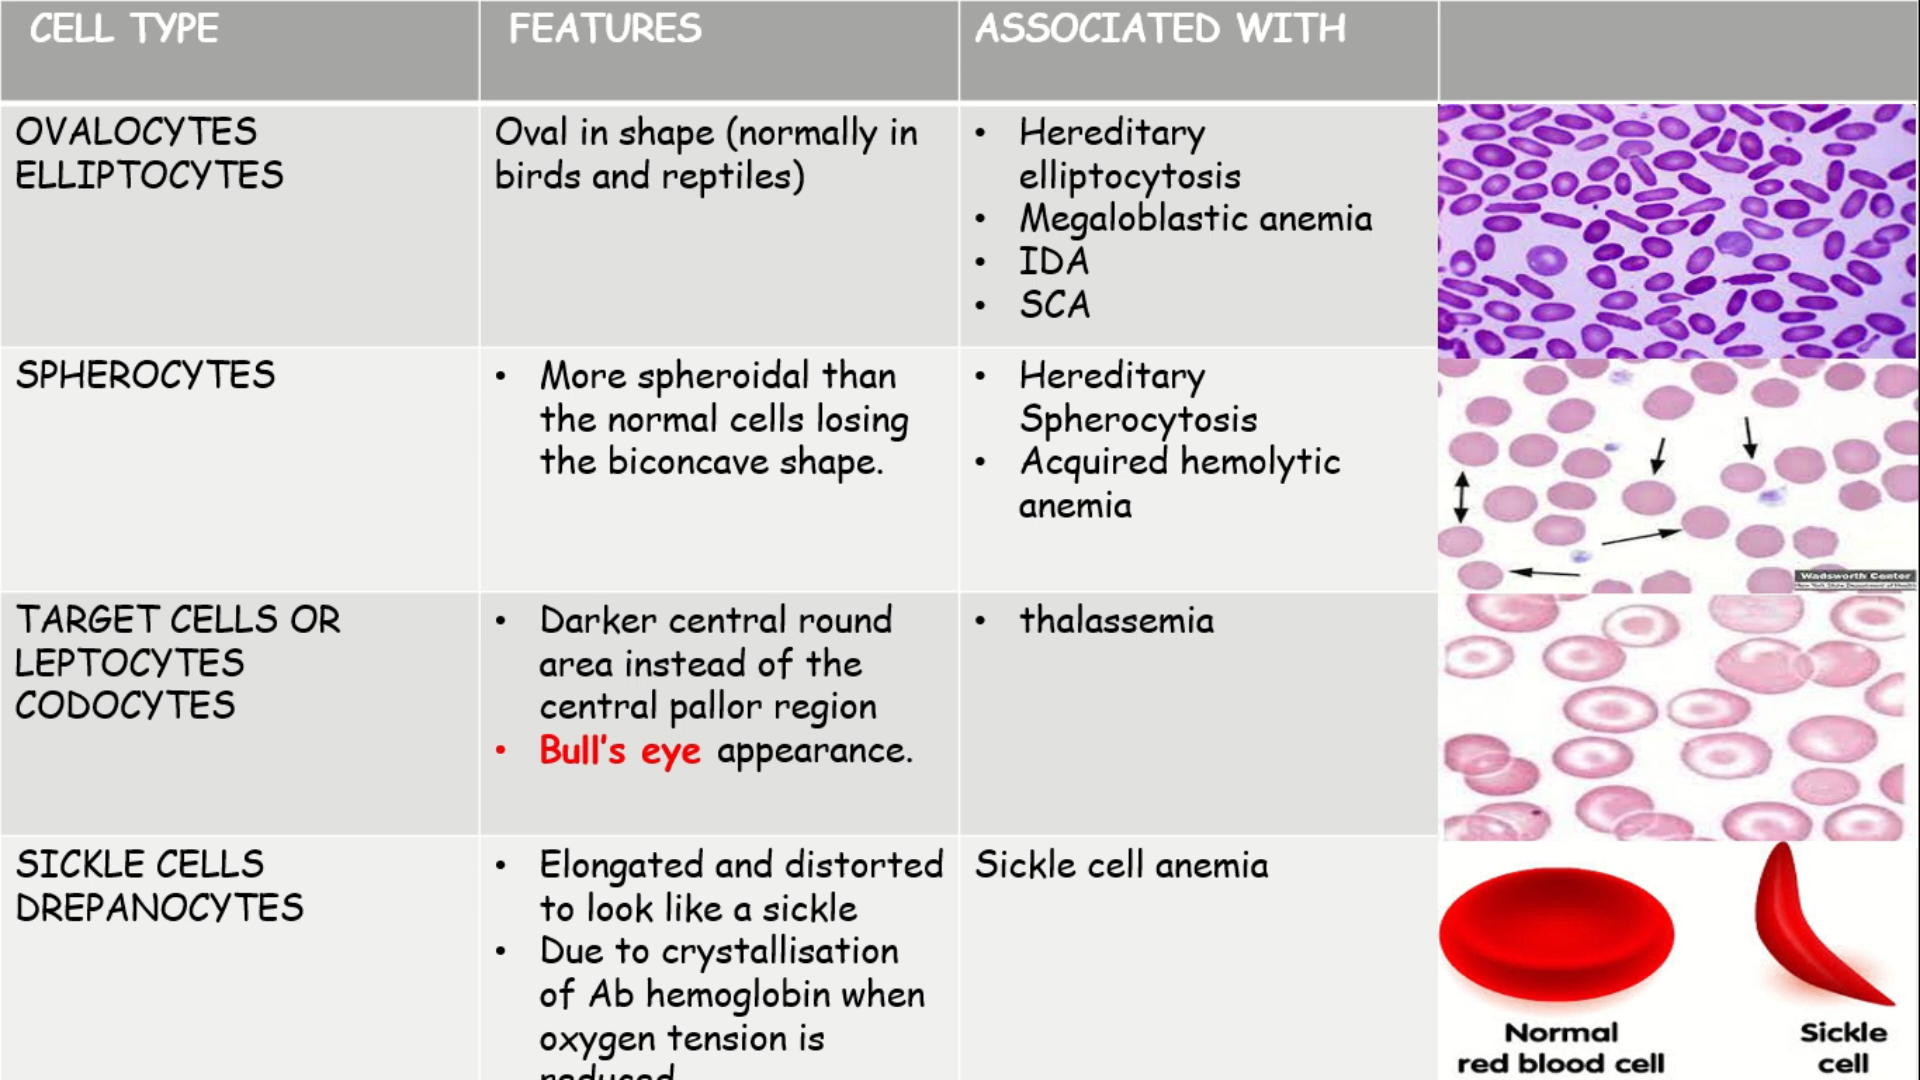 CELL TYPE
FEATURES
ASSOCIATED WITH
OVALOCYTES
ELLIPTOCYTES
Oval in shape (normally in
birds and reptiles)
• Hereditary
elliptocytosis
• Megaloblastic anemia
• IDA
• SCA
SPHEROCYTES
• More spheroidal than
the normal cells losing
the biconcave shape.
• Hereditary
Spherocytosis
• Acquired hemolytic
anemia
Wadsworth Center
TARGET CELLS OR
LEPTOCYTES
CODOCYTES
• Darker central round
area instead of the
central pallor region
• Bull's eye appearance.
• thalassemia
SICKLE CELLS
DREPANOCYTES
• Elongated and distorted
to look like a sickle
• Due to crystallisation
of Ab hemoglobin when
oxygen tension is
reduced
Sickle cell anemia
Normal
red blood cell
Sickle
cell